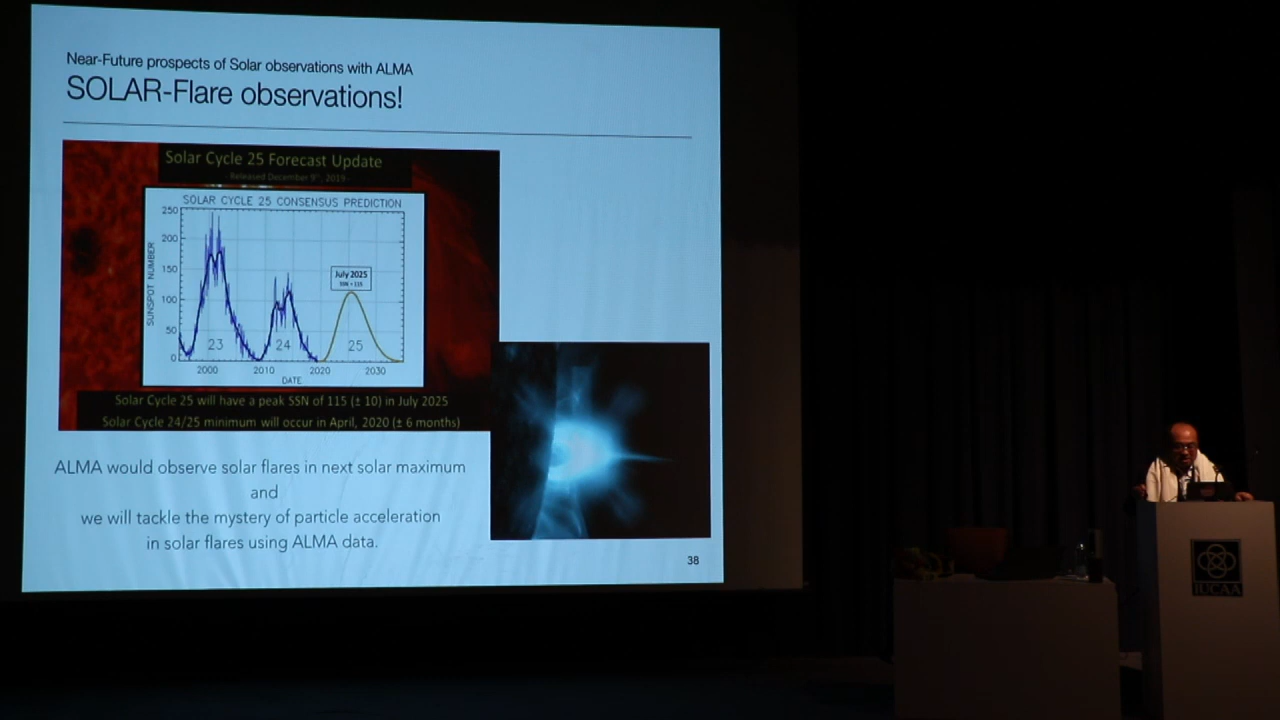 Near-Future prospects of Solar observations with ALMA
SOLAR-Flare observations!
Solar Cycle 25 Forecast Update
Released December 9th, 2019
SOLAR CYCLE 25 CONSENSUS PREDICTION
SUNSPOT NUMBER
250
200
150
100
50
0
July 2025
SSN = 115
23
24
25
2000
2010
2020
2030
DATE
Solar Cycle 25 will have a peak SSN of 115 (± 10) in July 2025
Solar Cycle 24/25 minimum will occur in April, 2020 (± 6 months)
ALMA would observe solar flares in next solar maximum
and
we will tackle the mystery of particle acceleration
in solar flares using ALMA data.
38
IUCAA